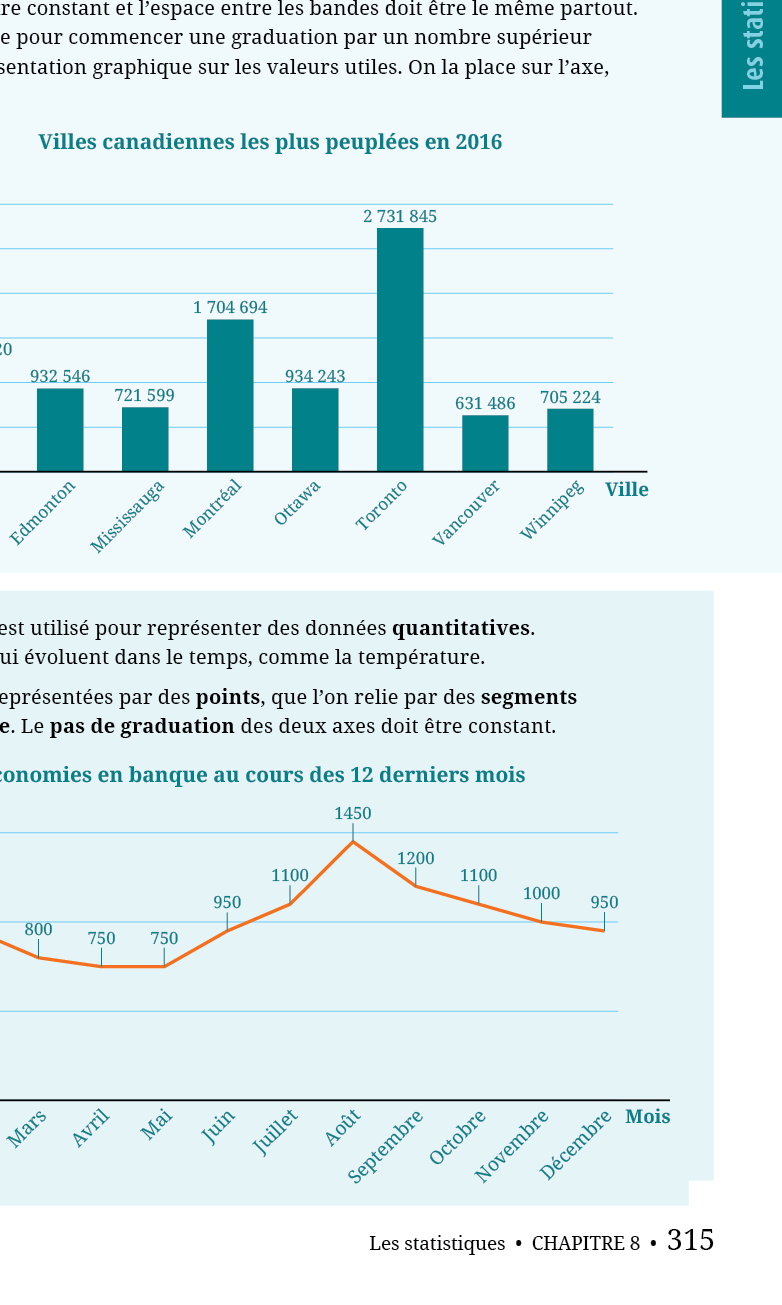 re constant et l’espace entre les bandes doit être le même partout.
e pour commencer une graduation par un nombre supérieur
sentation graphique sur les valeurs utiles. On la place sur l’axe,
Les stati
Villes canadiennes les plus peuplées en 2016
20
932 546
721 599
1 704 694
934 243
2 731 845
631 486
705 224
Edmonton
Mississauga
Montréal
Ottawa
Toronto
Vancouver
Winnipeg
Ville
est utilisé pour représenter des données quantitatives.
ui évoluent dans le temps, comme la température.
eprésentées par des points, que l’on relie par des segments
e. Le pas de graduation des deux axes doit être constant.
conomies en banque au cours des 12 derniers mois
800
750
750
950
1100
1450
1200
1100
1000
950
Mars
Avril
Mai
Juin
Juillet
Août
Septembre
Octobre
Novembre
Décembre
Mois
Les statistiques • CHAPITRE 8 • 315